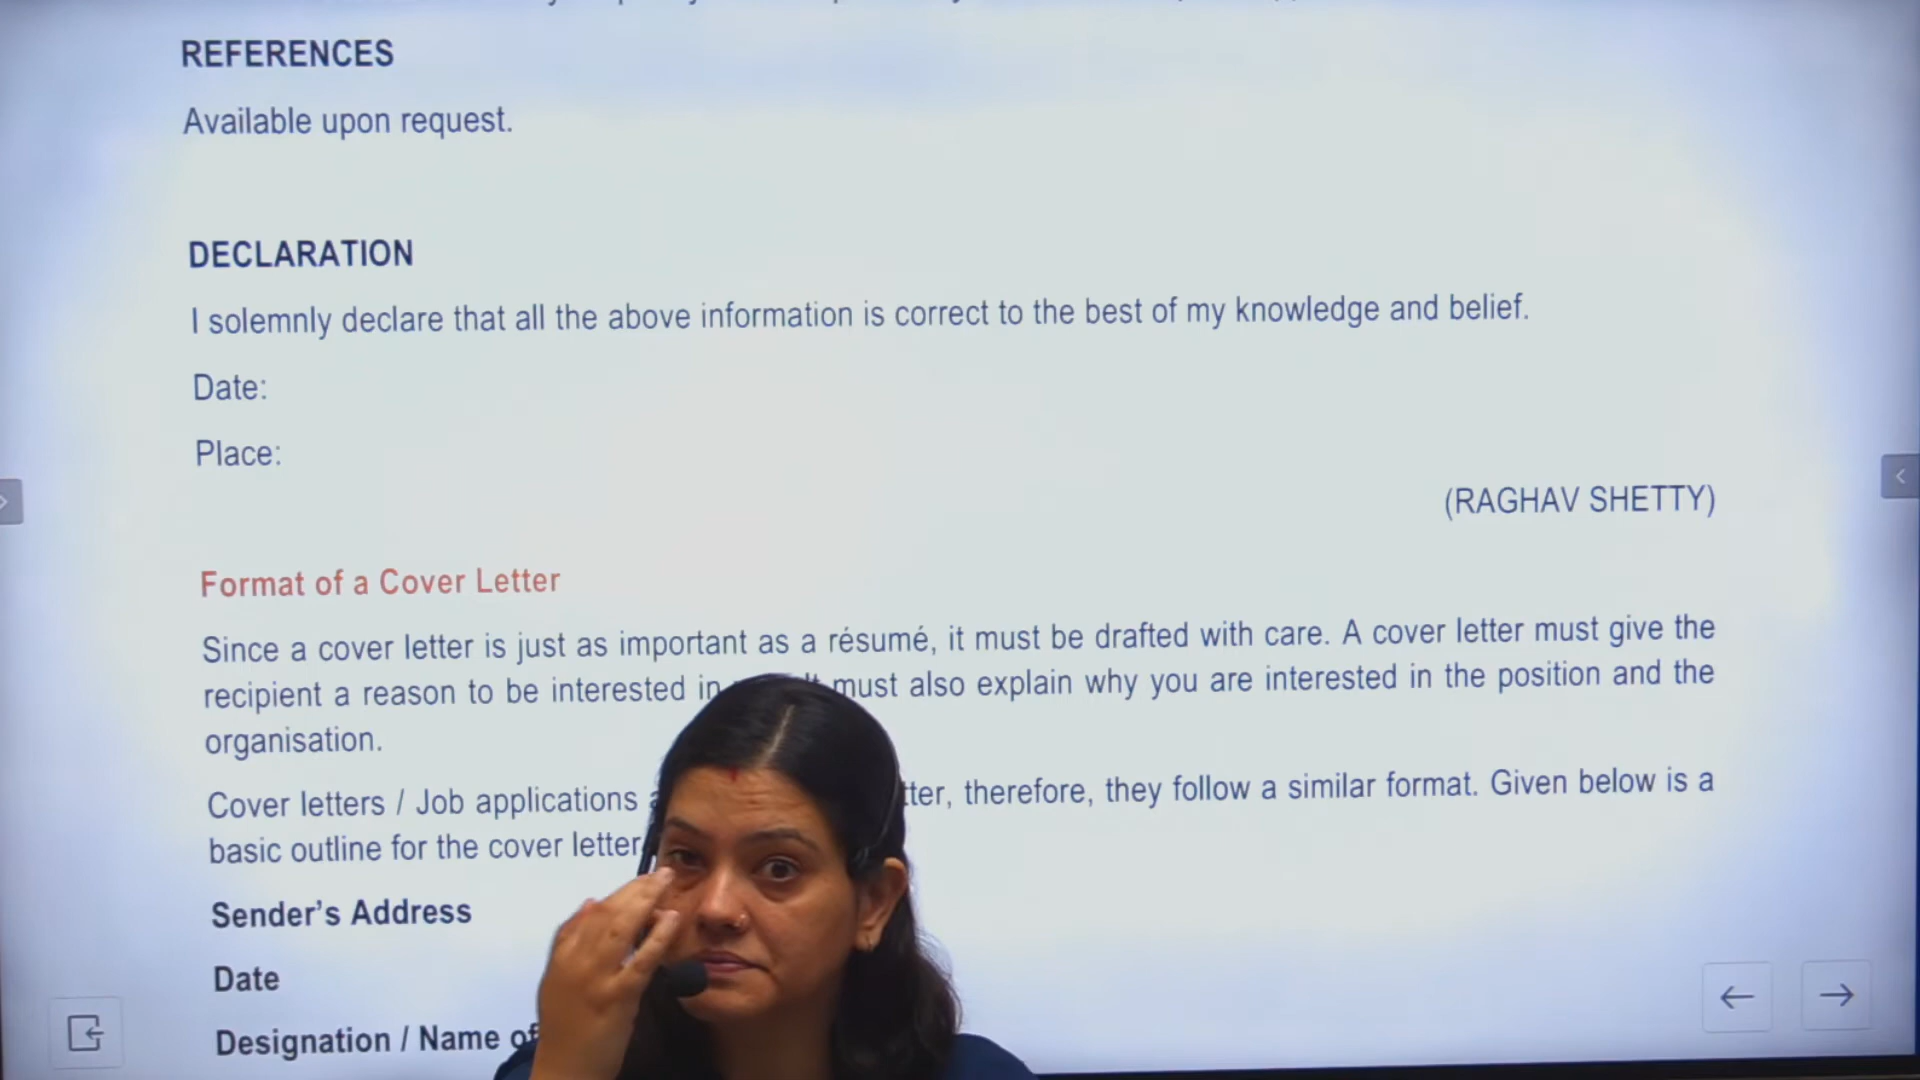 REFERENCES
Available upon request.
DECLARATION
I solemnly declare that all the above information is correct to the best of my knowledge and belief.
Date:
Place:
(RAGHAV SHETTY)
Format of a Cover Letter
Since a cover letter is just as important as a résumé, it must be drafted with care. A cover letter must give the
recipient a reason to be interested in must also explain why you are interested in the position and the
organisation.
Cover letters / Job applications therefore, they follow a similar format. Given below is a
basic outline for the cover letter
Sender's Address
Date
Designation / Name of